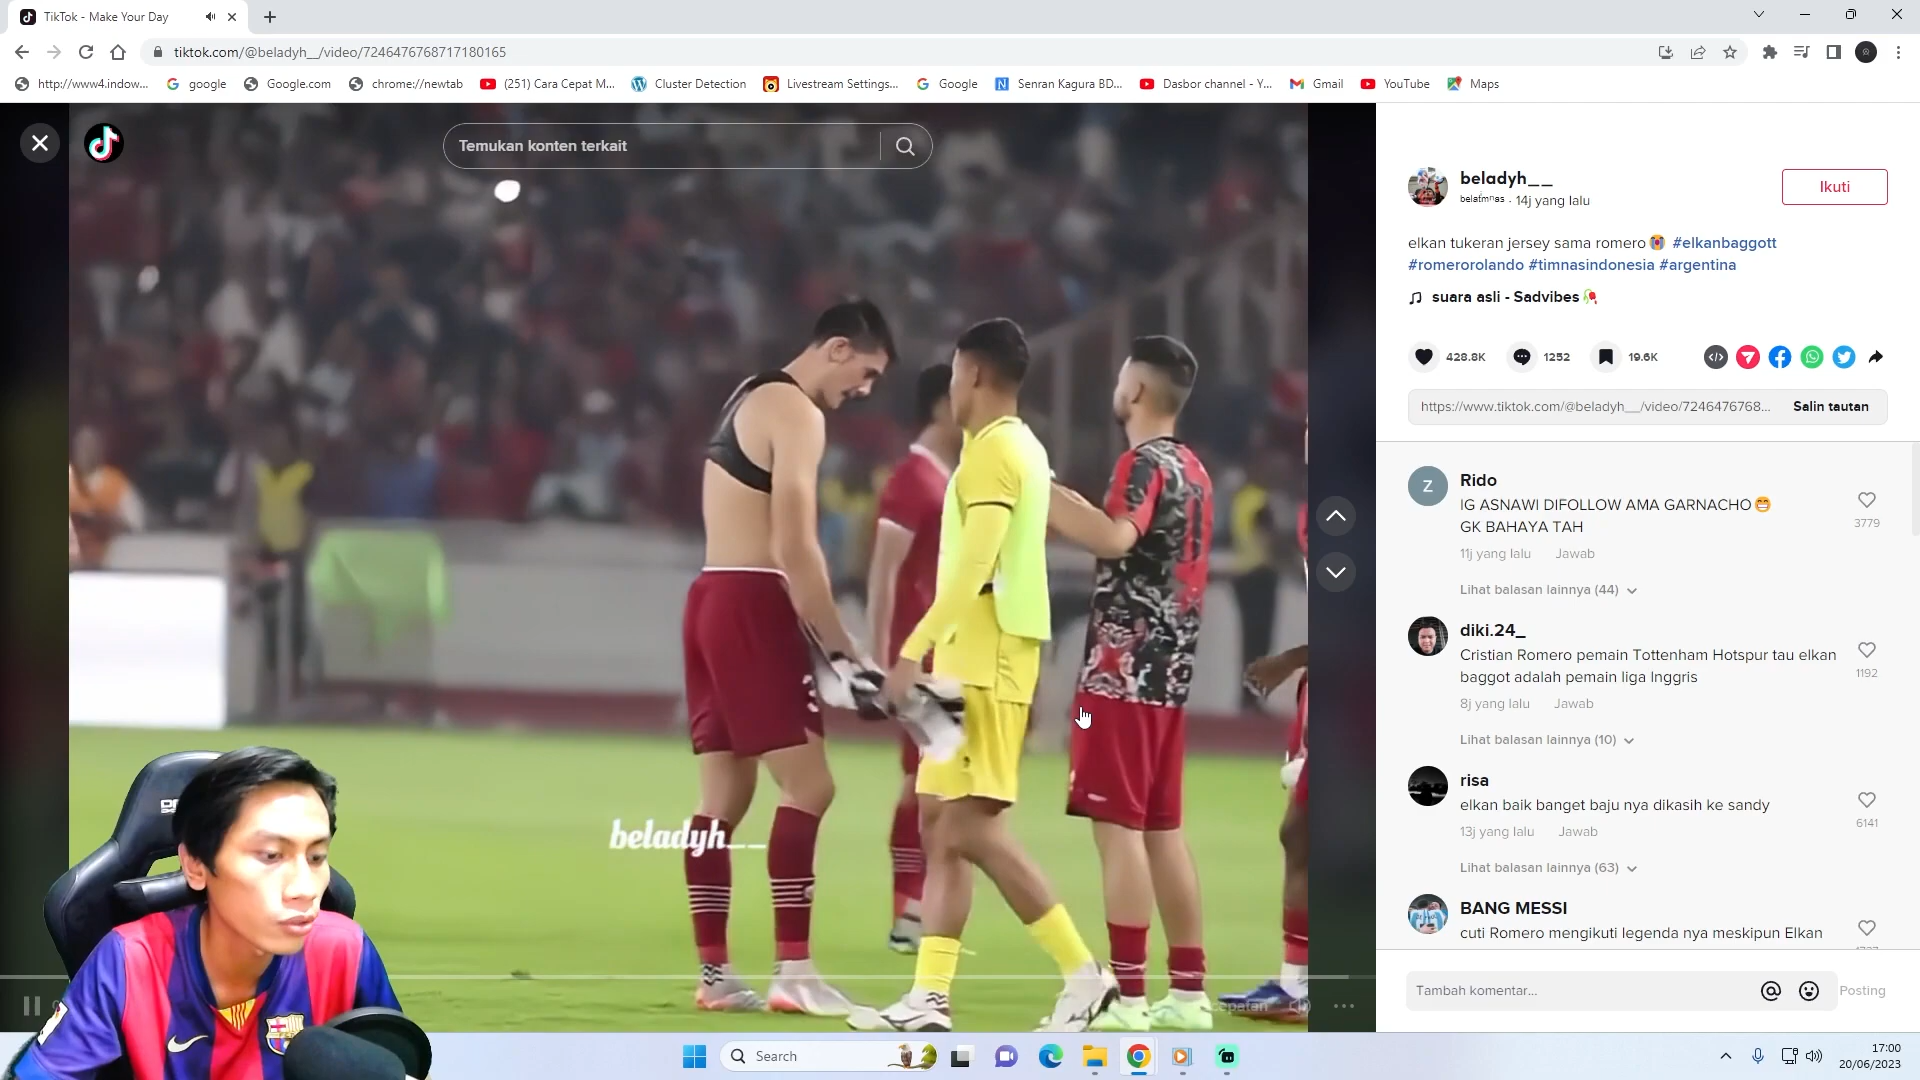 TikTok - Make Your Day
tiktok.com/@beladyh__/video/7246476768717180165
http://www4.indow...
google
Google.com
chrome://newtab
(251) Cara Cepat M...
Cluster Detection
Livestream Settings...
Google
Senran Kagura BD...
Dasbor channel - Y...
Gmail
YouTube
Maps
Temukan konten terkait
beladyh__
14j yang lalu
Ikuti
elkan tukeran jersey sama romero😭 #elkanbaggott
#romerorolando #timnasindonesia #argentina
suara asli - Sadvibes🥀
428.8K
1252
19.6K
https://www.tiktok.com/@beladyh__/video/7246476768...
Salin tautan
Z
Rido
IG ASNAWI DIFOLLOW AMA GARNACHO😁
GK BAHAYA TAH
3779
11j yang lalu Jawab
Lihat balasan lainnya (44)
diki.24_
Cristian Romero pemain Tottenham Hotspur tau elkan
baggot adalah pemain liga Inggris
1192
8j yang lalu Jawab
Lihat balasan lainnya (10)
risa
elkan baik banget baju nya dikasih ke sandy
6141
13j yang lalu Jawab
Lihat balasan lainnya (63)
BANG MESSI
cuti Romero mengikuti legenda nya meskipun Elkan
beladyh__
Tambah komentar...
Posting
Search
17:00
20/06/2023